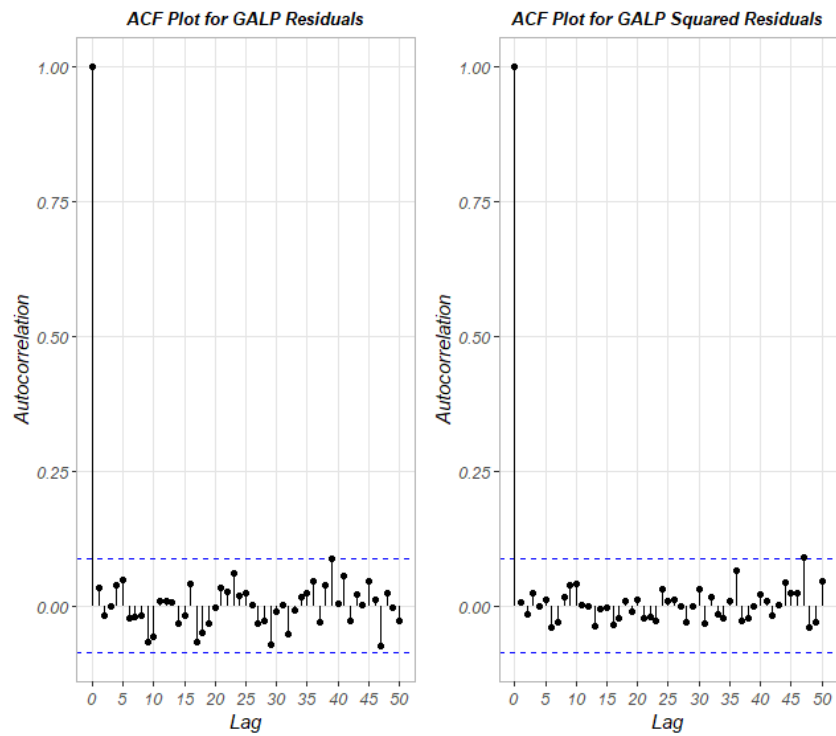 ACF Plot for GALP Residuals
1.00
0.75
0.50
0.25
0.00
Autocorrelation
0 5 10 15 20 25 30 35 40 45 50
Lag
ACF Plot for GALP Squared Residuals
1.00
0.75
0.50
0.25
0.00
Autocorrelation
0 5 10 15 20 25 30 35 40 45 50
Lag